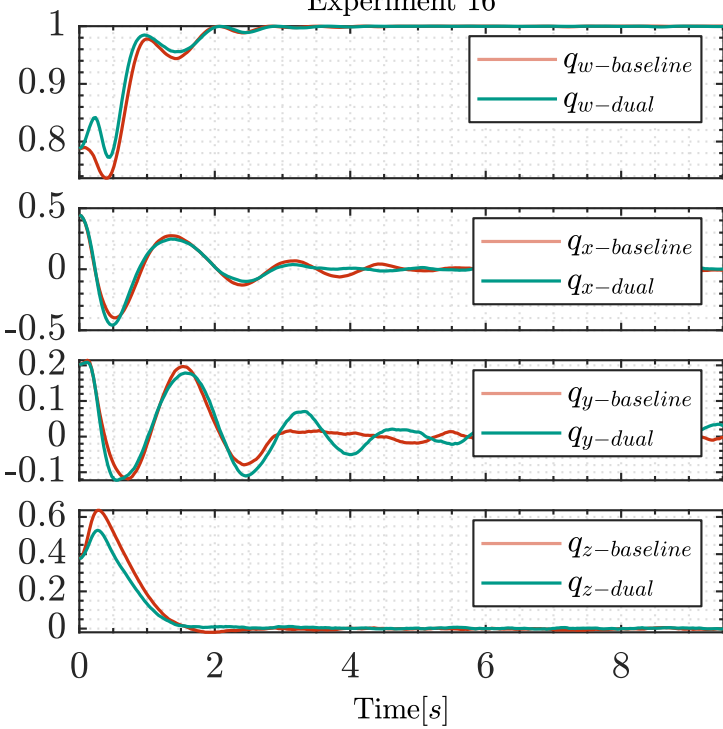 Experiment 16
1
0.9
0.8
q_{w-baseline}
q_{w-dual}
0.5
0
-0.5
q_{x-baseline}
q_{x-dual}
0.2
0.1
0
-0.1
q_{y-baseline}
q_{y-dual}
0.6
0.4
0.2
0
q_{z-baseline}
q_{z-dual}
0 2 4 6 8
Time[s]